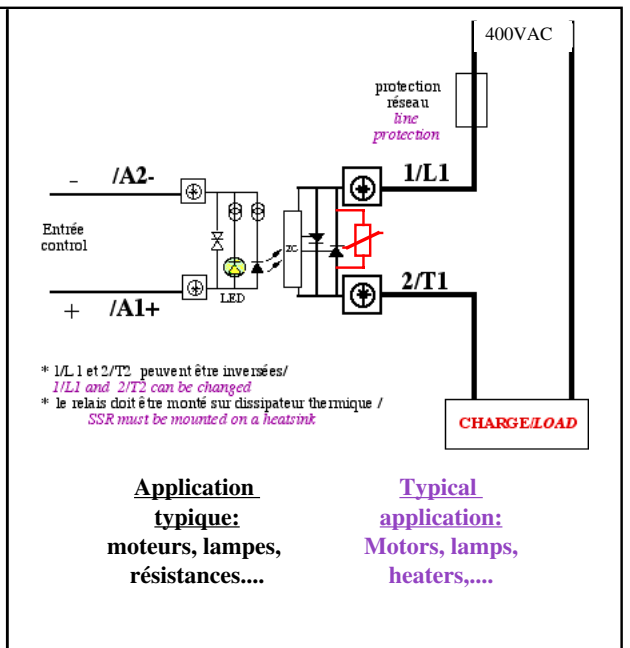 400VAC
protection
réseau
line
protection
- /A2-
1/L1
Entrée
control
ZC
LED
2/T1
+ /A1+
* 1/L1 et 2/T2 peuvent être inversées/
1/L1 and 2/T2 can be changed
* le relais doit être monté sur dissipateur thermique /
SSR must be mounted on a heatsink
CHARGE/LOAD
Application
typique:
moteurs, lampes,
résistances....
Typical
application:
Motors, lamps,
heaters,....